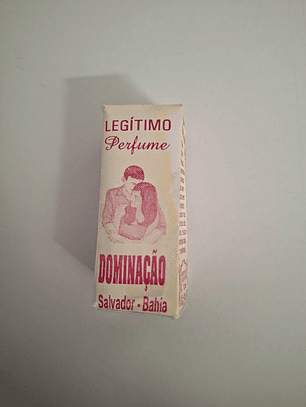 LEGÍTIMO
Perfume
DOMINAÇÃO
Salvador - Bahia